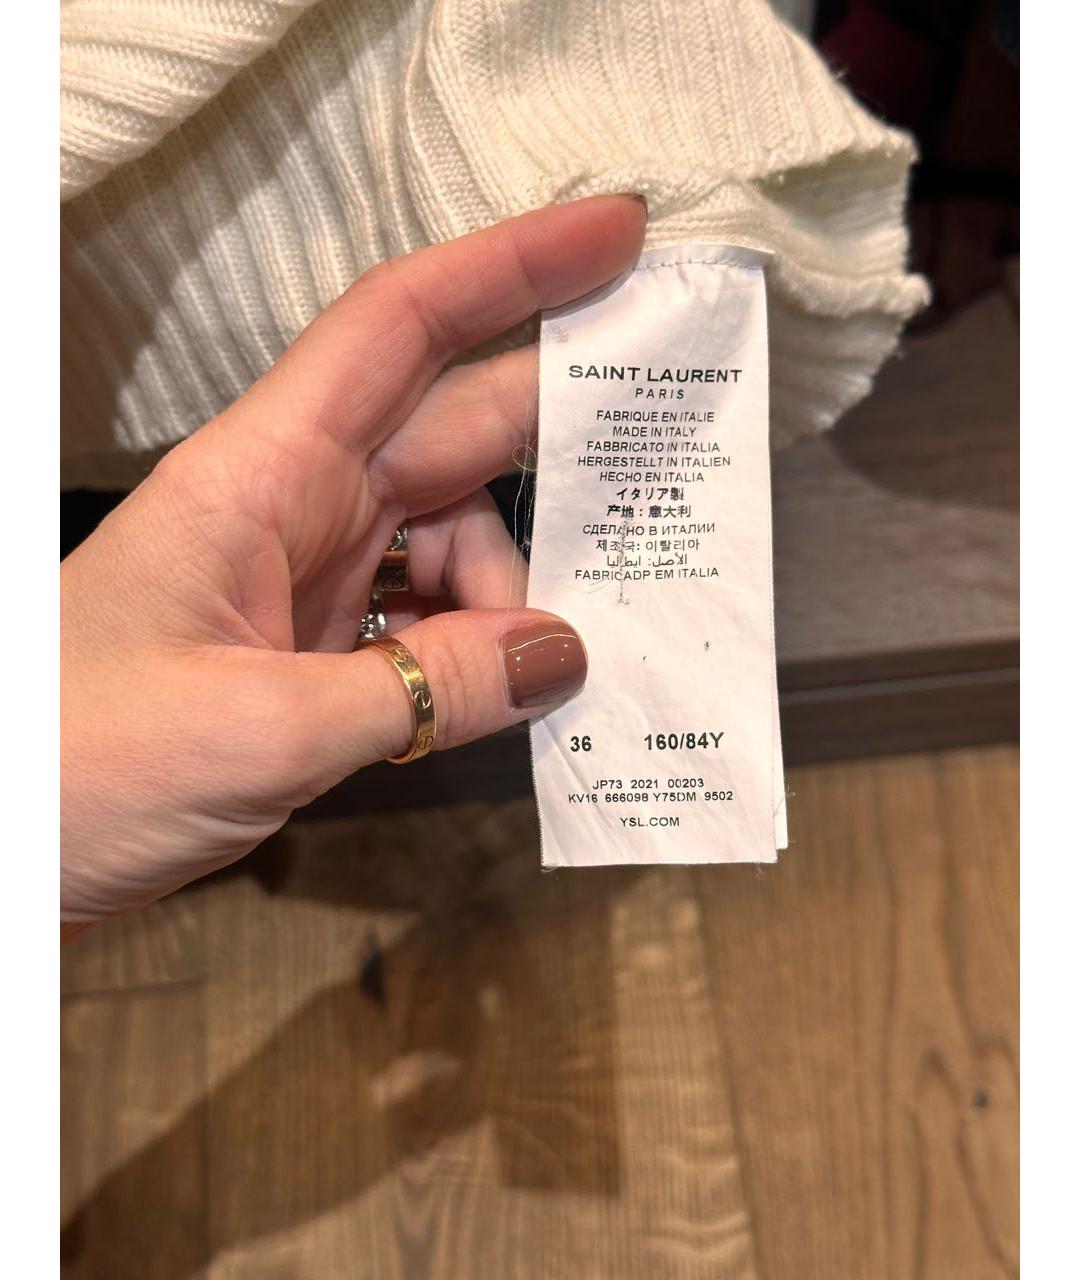 SAINT LAURENT
PARIS
FABRIQUE EN ITALIE
MADE IN ITALY
FABBRICATO IN ITALIA
HERGESTELLT IN ITALIEN
HECHO EN ITALIA
イタリア製
产地：意大利
СДЕЛАНО В ИТАЛИИ
제조국: 이탈리아
الأصل: ايطاليا
FABRICADP EM ITALIA
36 160/84Y
JP73 2021 00203
KV16 666098 Y75DM 9502
YSL.COM